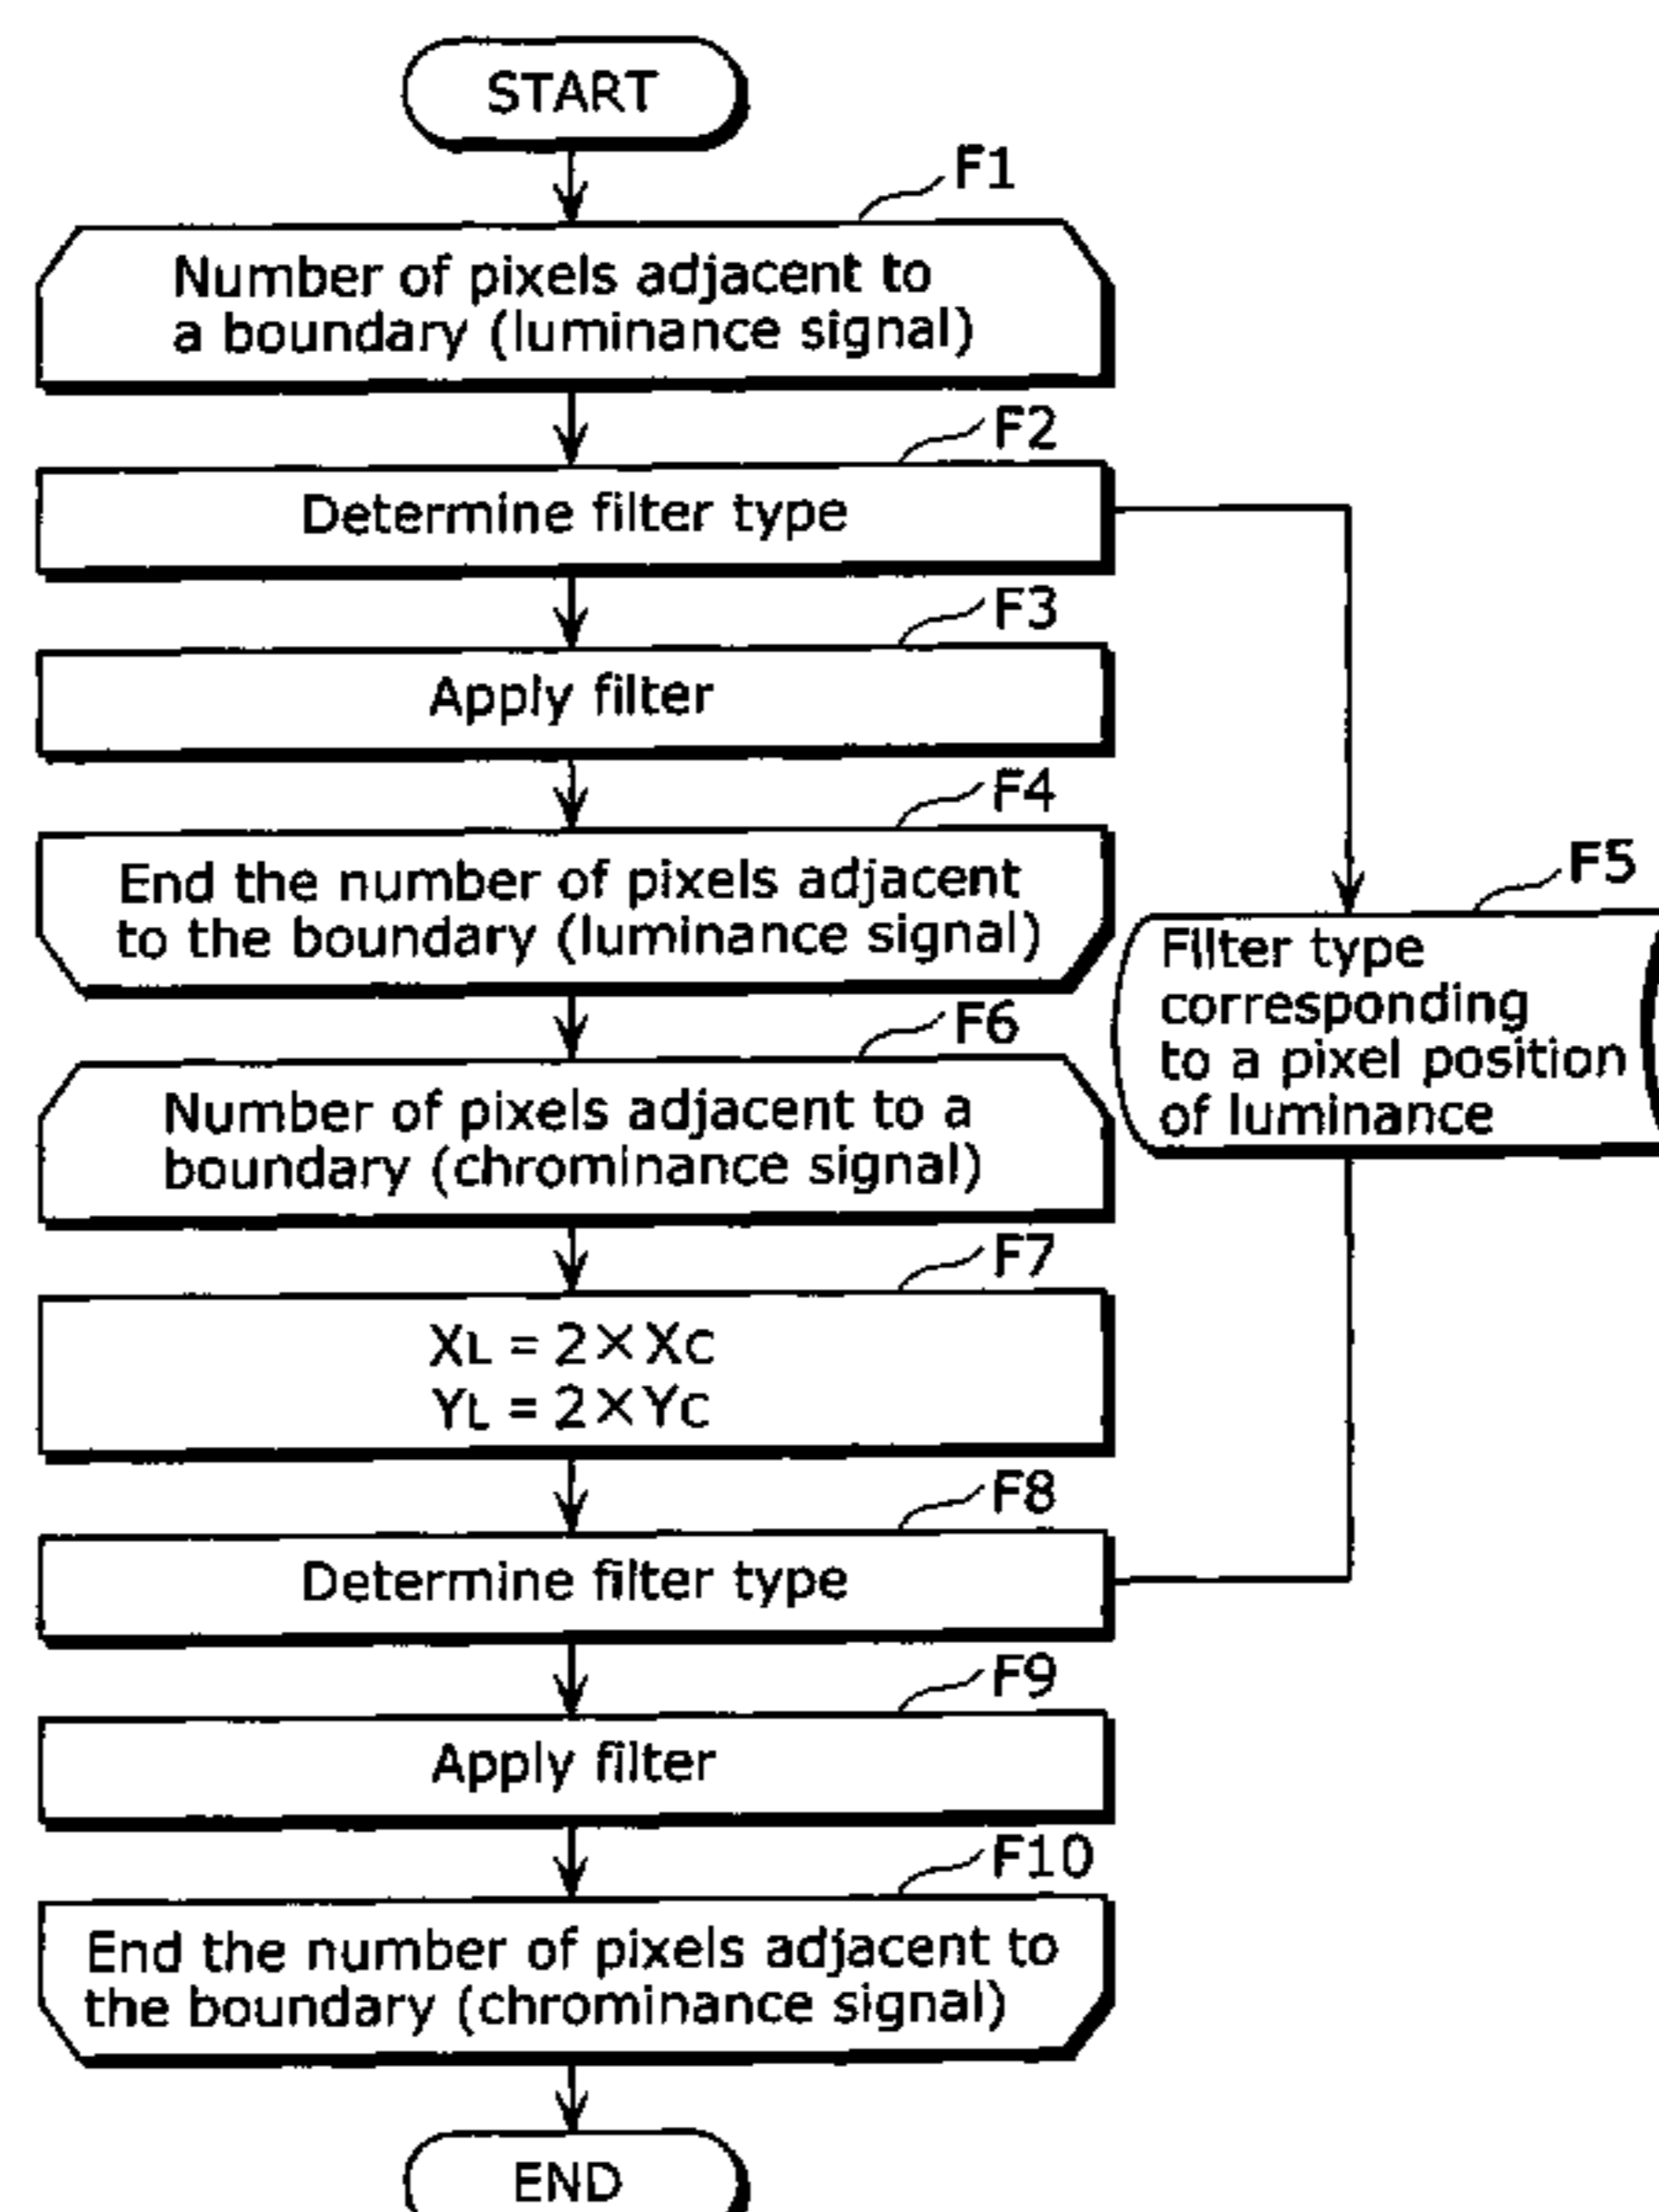 START
F1
Number of pixels adjacent to
a boundary (luminance signal)
F2
Determine filter type
F3
Apply filter
F4
End the number of pixels adjacent
to the boundary (luminance signal)
F5
Filter type
corresponding
to a pixel position
of luminance
F6
Number of pixels adjacent to a
boundary (chrominance signal)
F7
XL = 2×XC
YL = 2×YC
F8
Determine filter type
F9
Apply filter
F10
End the number of pixels adjacent to
the boundary (chrominance signal)
END